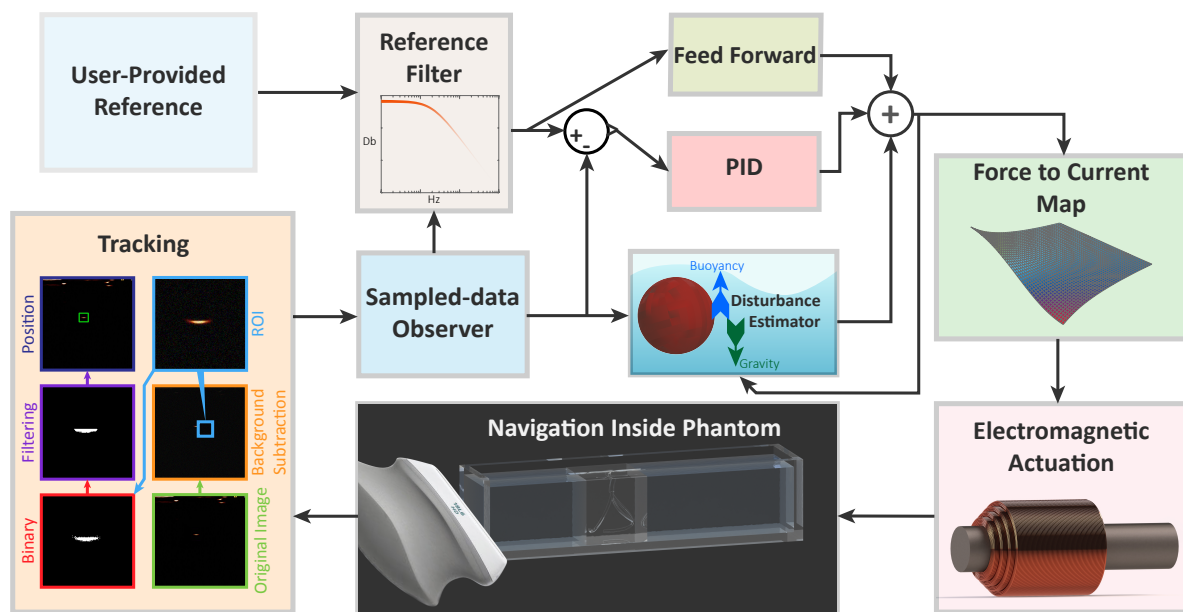 User-Provided
Reference
Reference
Filter
Db
Hz
Feed Forward
+
-
+
PID
Force to Current
Map
Tracking
Position
ROI
Filtering
Background
Subtraction
Binary
Original Image
Sampled-data
Observer
Buoyancy
Disturbance
Estimator
Gravity
Navigation Inside Phantom
Electromagnetic
Actuation